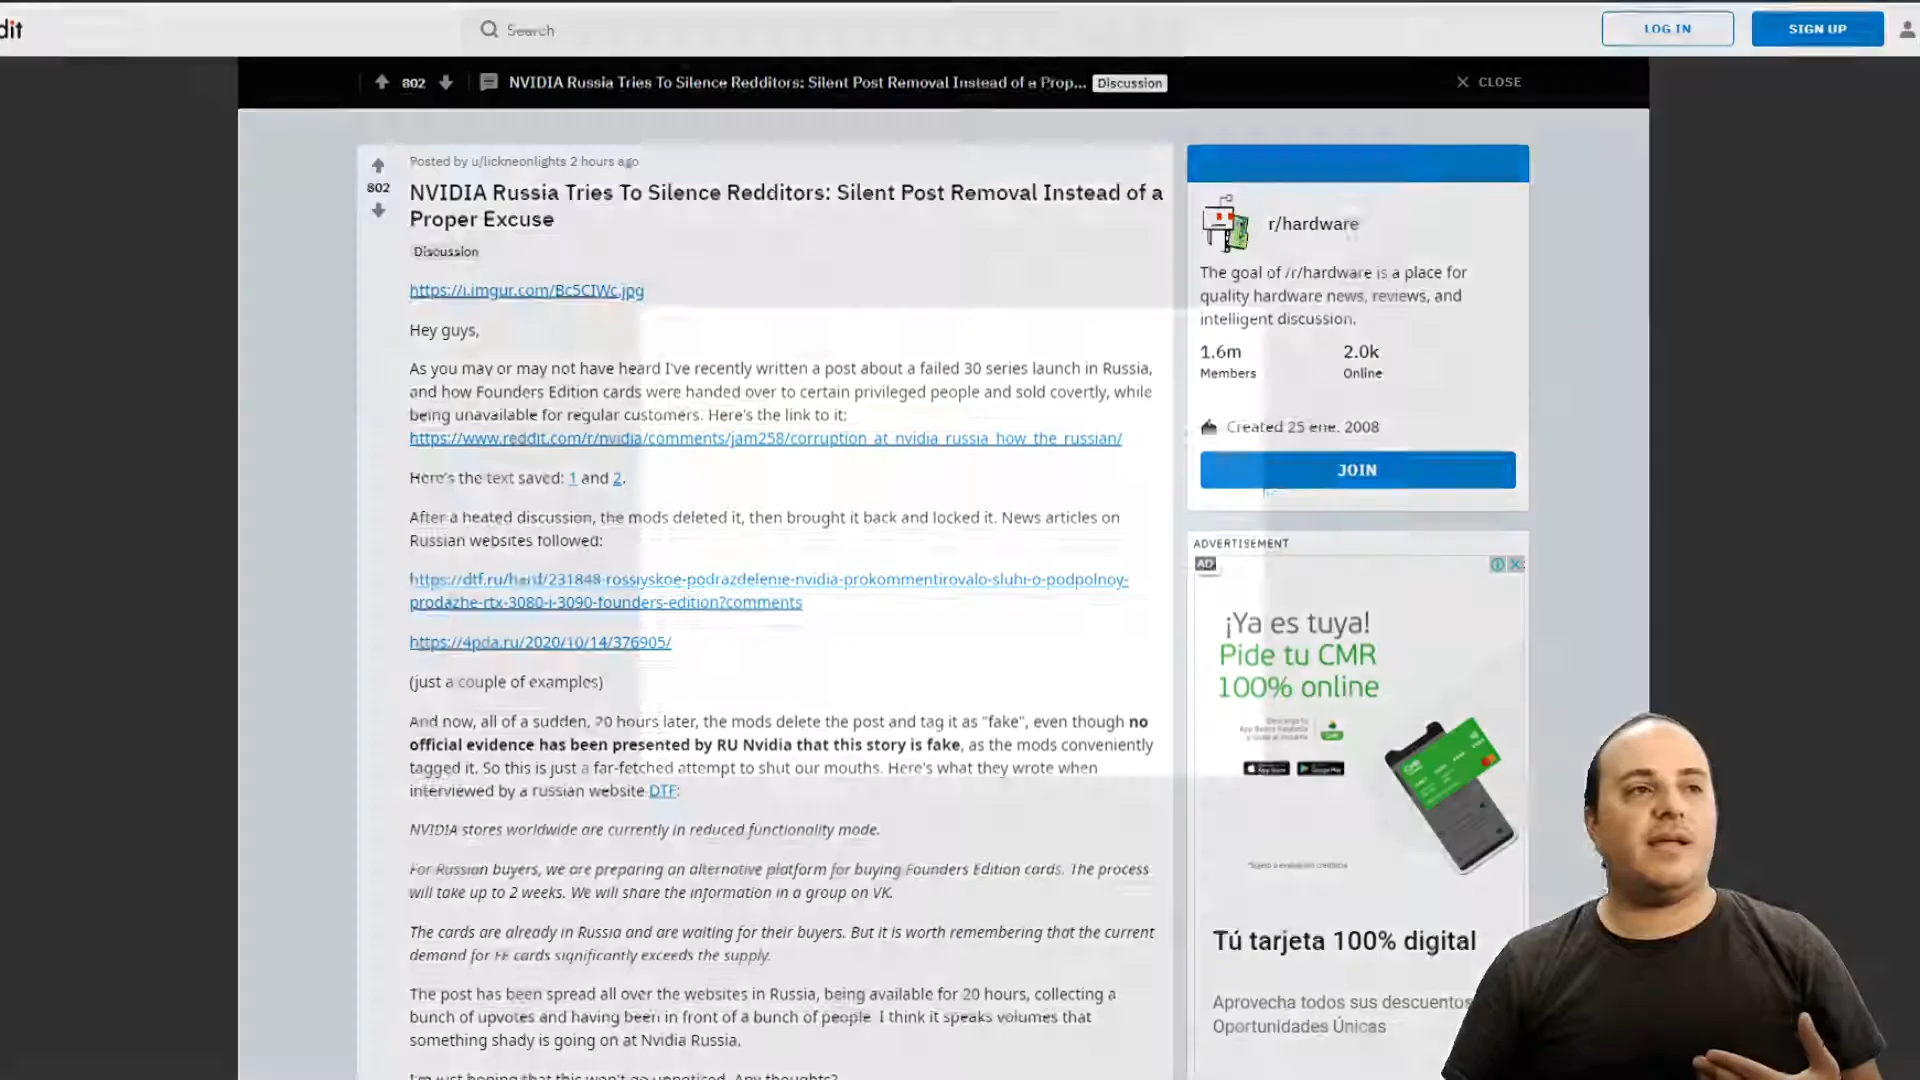 dit
Search
LOG IN
SIGN UP
802
NVIDIA Russia Tries To Silence Redditors: Silent Post Removal Instead of a Prop...
Discussion
CLOSE
Posted by u/lickneonlights 2 hours ago
802
NVIDIA Russia Tries To Silence Redditors: Silent Post Removal Instead of a
Proper Excuse
Discussion
https://i.imgur.com/Bc5CIWc.jpg
Hey guys,
As you may or may not have heard I've recently written a post about a failed 30 series launch in Russia,
and how Founders Edition cards were handed over to certain privileged people and sold covertly, while
being unavailable for regular customers. Here's the link to it:
https://www.reddit.com/r/nvidia/comments/jam258/corruption_at_nvidia_russia_how_the_russian/
Here's the text saved: 1 and 2.
After a heated discussion, the mods deleted it, then brought it back and locked it. News articles on
Russian websites followed:
https://dtf.ru/hard/231848-rossiyskoe-podrazdelenie-nvidia-prokommentirovalo-sluhi-o-podpolnoy-
prodazhe-rtx-3080-i-3090-founders-edition?comments
https://4pda.ru/2020/10/14/376905/
(just a couple of examples)
And now, all of a sudden, 20 hours later, the mods delete the post and tag it as "fake", even though no
official evidence has been presented by RU Nvidia that this story is fake, as the mods conveniently
tagged it. So this is just a far-fetched attempt to shut our mouths. Here's what they wrote when
interviewed by a russian website DTF:
NVIDIA stores worldwide are currently in reduced functionality mode.
For Russian buyers, we are preparing an alternative platform for buying Founders Edition cards. The process
will take up to 2 weeks. We will share the information in a group on VK.
The cards are already in Russia and are waiting for their buyers. But it is worth remembering that the current
demand for FE cards significantly exceeds the supply.
The post has been spread all over the websites in Russia, being available for 20 hours, collecting a
bunch of upvotes and having been in front of a bunch of people. I think it speaks volumes that
something shady is going on at Nvidia Russia.
I'm just hoping that this won't go unnoticed. Any thoughts?
r/hardware
The goal of /r/hardware is a place for
quality hardware news, reviews, and
intelligent discussion.
1.6m
Members
2.0k
Online
Created 25 ene. 2008
JOIN
ADVERTISEMENT
AD
¡Ya es tuya!
Pide tu CMR
100% online
App Store
Google Play
Tú tarjeta 100% digital
Aprovecha todos sus descuentos
Oportunidades Únicas